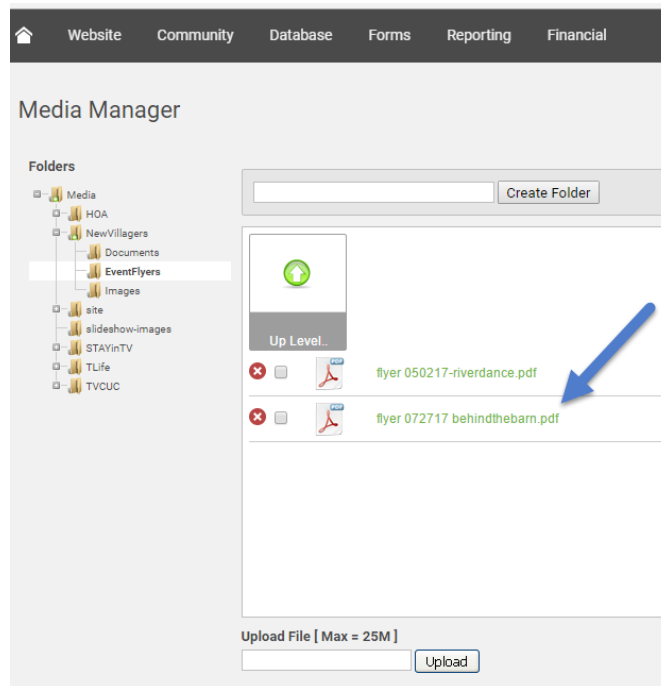 Website Community Database Forms Reporting Financial
Media Manager
Folders
Media
HOA
NewVillagers
Documents
EventFlyers
Images
site
slideshow-images
STAYinTV
TLife
TVCUC
Create Folder
Up Level..
PDF
flyer 050217-riverdance.pdf
PDF
flyer 072717 behindthebarn.pdf
Upload File [ Max = 25M ]
Upload